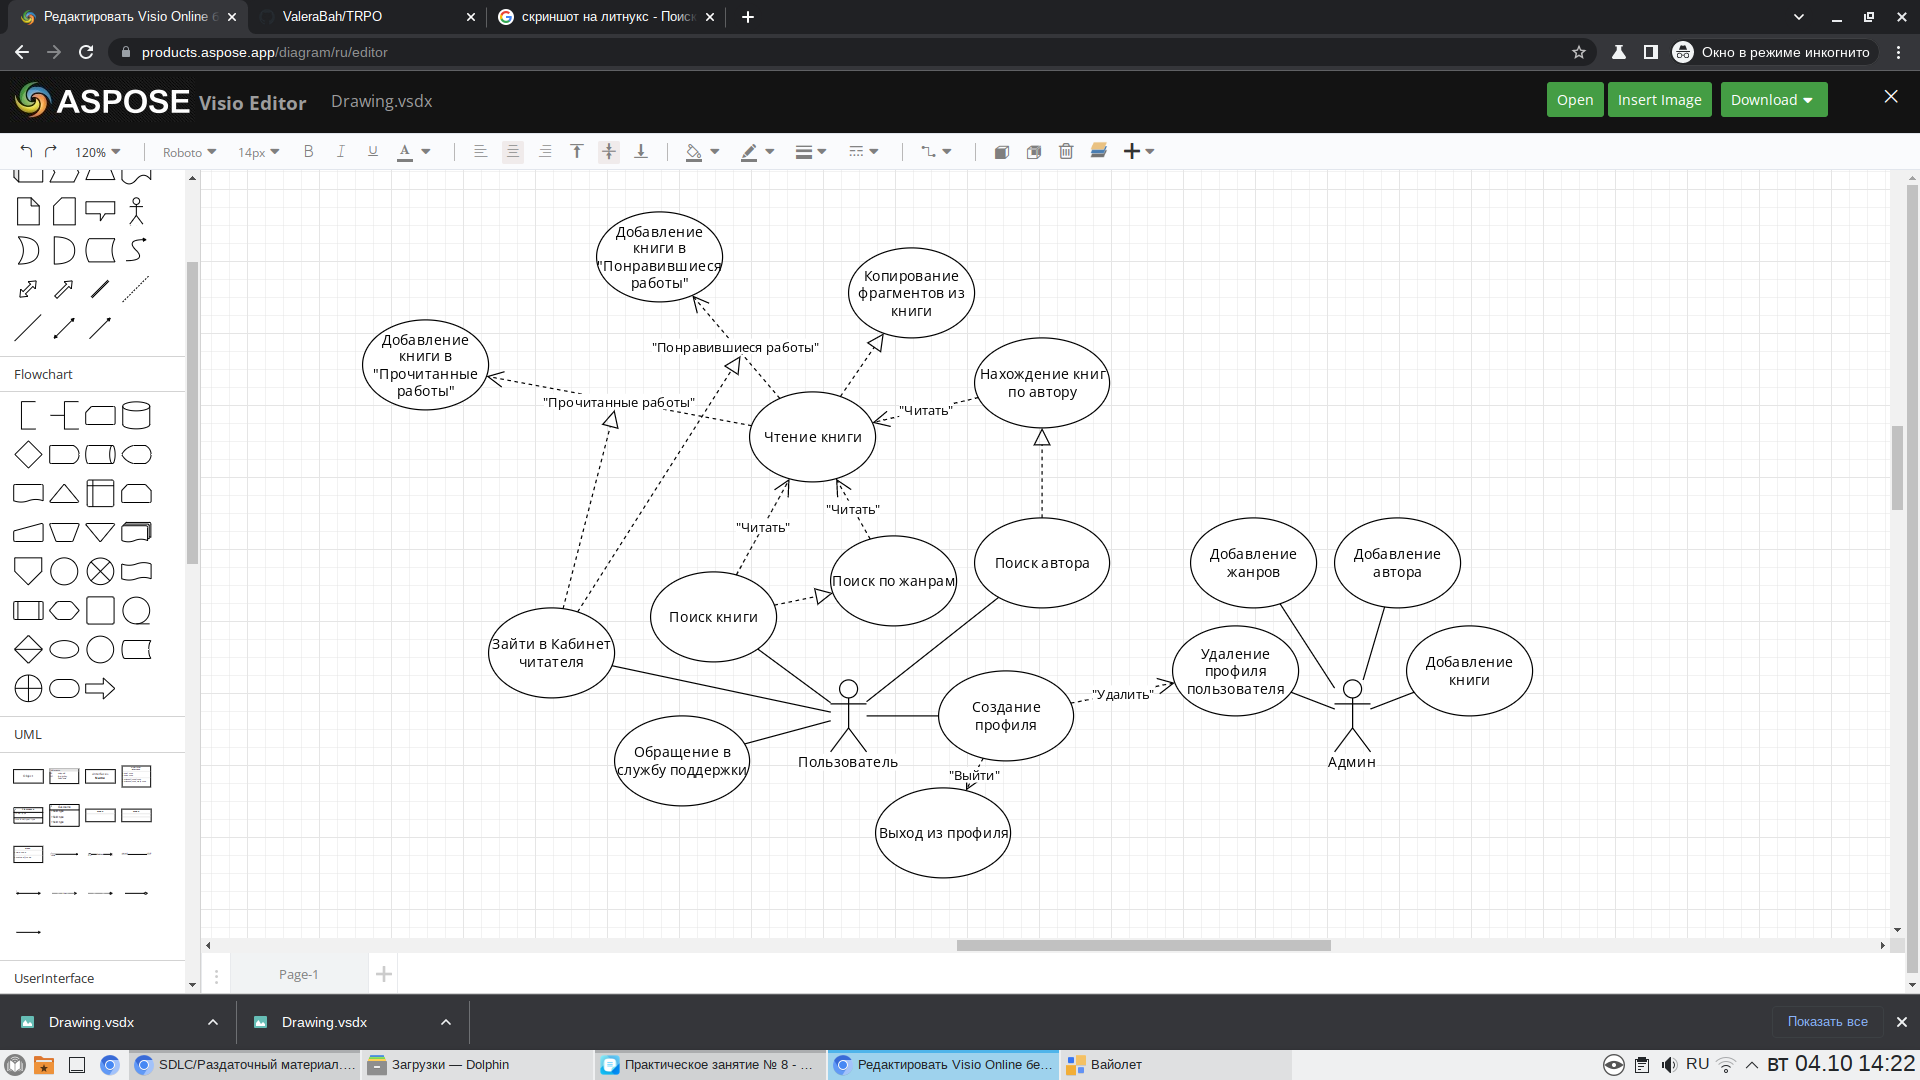 Редактировать Visio Online б
ValeraBah/TRPO
скриншот на литнукс - Поиск
products.aspose.app/diagram/ru/editor
Окно в режиме инкогнито
ASPOSE Visio Editor
Drawing.vsdx
Open
Insert Image
Download
120%
Roboto
14px
B
I
U
A
Flowchart
UML
UserInterface
Добавление
книги в
"Понравившиеся
работы"
Копирование
фрагментов из
книги
Добавление
книги в
"Прочитанные
работы"
"Понравившиеся работы"
Нахождение книг
по автору
"Прочитанные работы"
"Читать"
Чтение книги
"Читать"
"Читать"
Поиск по жанрам
Поиск автора
Добавление
жанров
Добавление
автора
Поиск книги
Зайти в Кабинет
читателя
Удаление
профиля
пользователя
Добавление
книги
"Удалить"
Создание
профиля
Обращение в
службу поддержки
Пользователь
Админ
"Выйти"
Выход из профиля
Page-1
Drawing.vsdx
Drawing.vsdx
Показать все
SDLC/Раздаточный материал....
Загрузки — Dolphin
Практическое занятие № 8 - ...
Редактировать Visio Online бе...
Вайолет
RU
ВТ 04.10 14:22